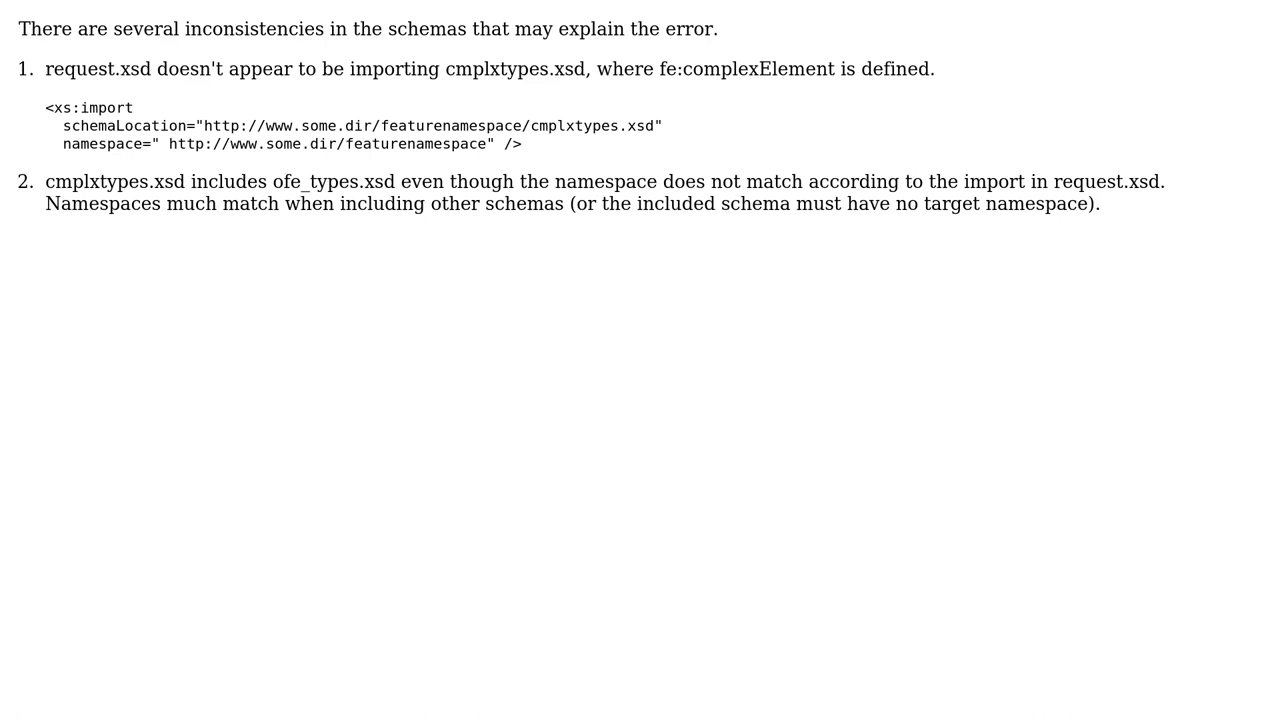 There are several inconsistencies in the schemas that may explain the error.
1. request.xsd doesn't appear to be importing cmplxtypes.xsd, where fe:complexElement is defined.
<xs:import
  schemaLocation="http://www.some.dir/featurenamespace/cmplxtypes.xsd"
  namespace=" http://www.some.dir/featurenamespace" />
2. cmplxtypes.xsd includes ofe_types.xsd even though the namespace does not match according to the import in request.xsd.
Namespaces much match when including other schemas (or the included schema must have no target namespace).